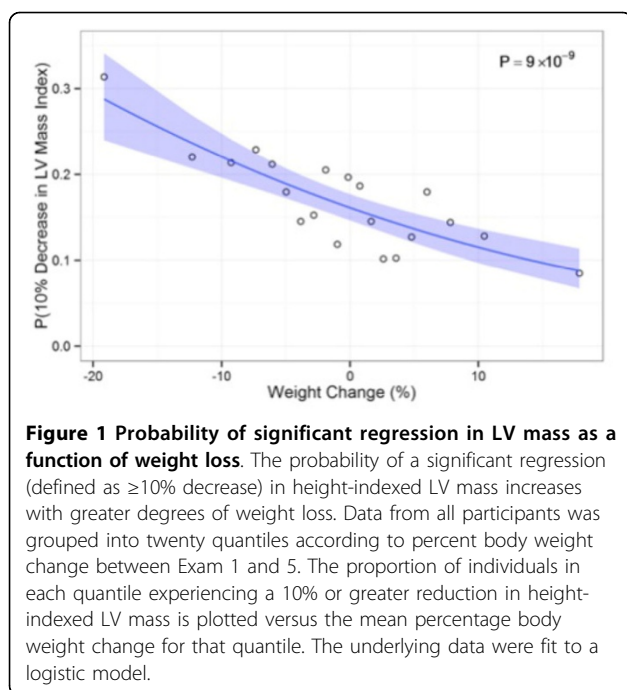 P = 9 ×10⁻⁹
P(10% Decrease in LV Mass Index)
0.3
0.2
0.1
0.0
-20 -10 0 10
Weight Change (%)
Figure 1 Probability of significant regression in LV mass as a
function of weight loss. The probability of a significant regression
(defined as ≥10% decrease) in height-indexed LV mass increases
with greater degrees of weight loss. Data from all participants was
grouped into twenty quantiles according to percent body weight
change between Exam 1 and 5. The proportion of individuals in
each quantile experiencing a 10% or greater reduction in height-
indexed LV mass is plotted versus the mean percentage body
weight change for that quantile. The underlying data were fit to a
logistic model.